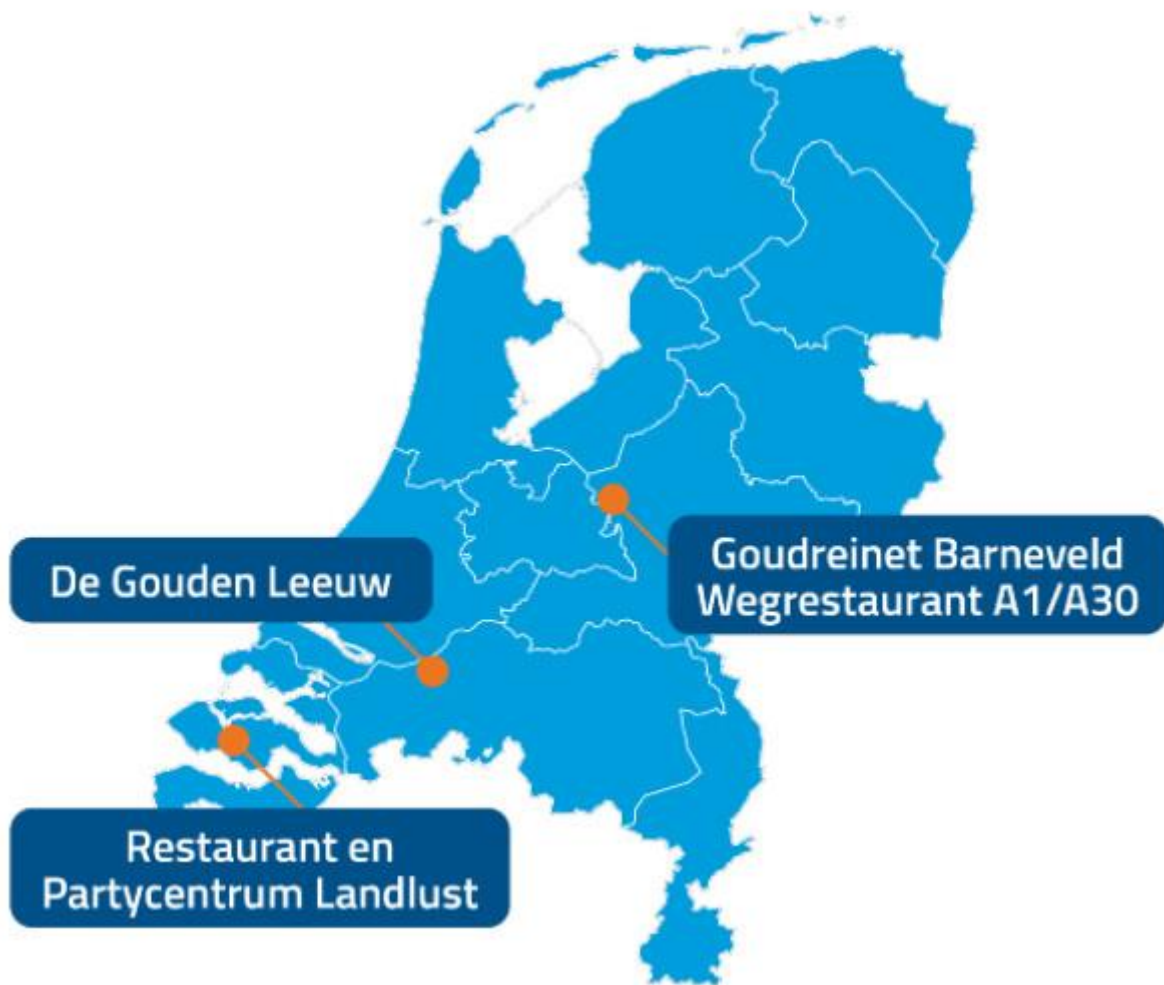 De Gouden Leeuw
Goudreinet Barneveld
Wegrestaurant A1/A30
Restaurant en
Partycentrum Landlust